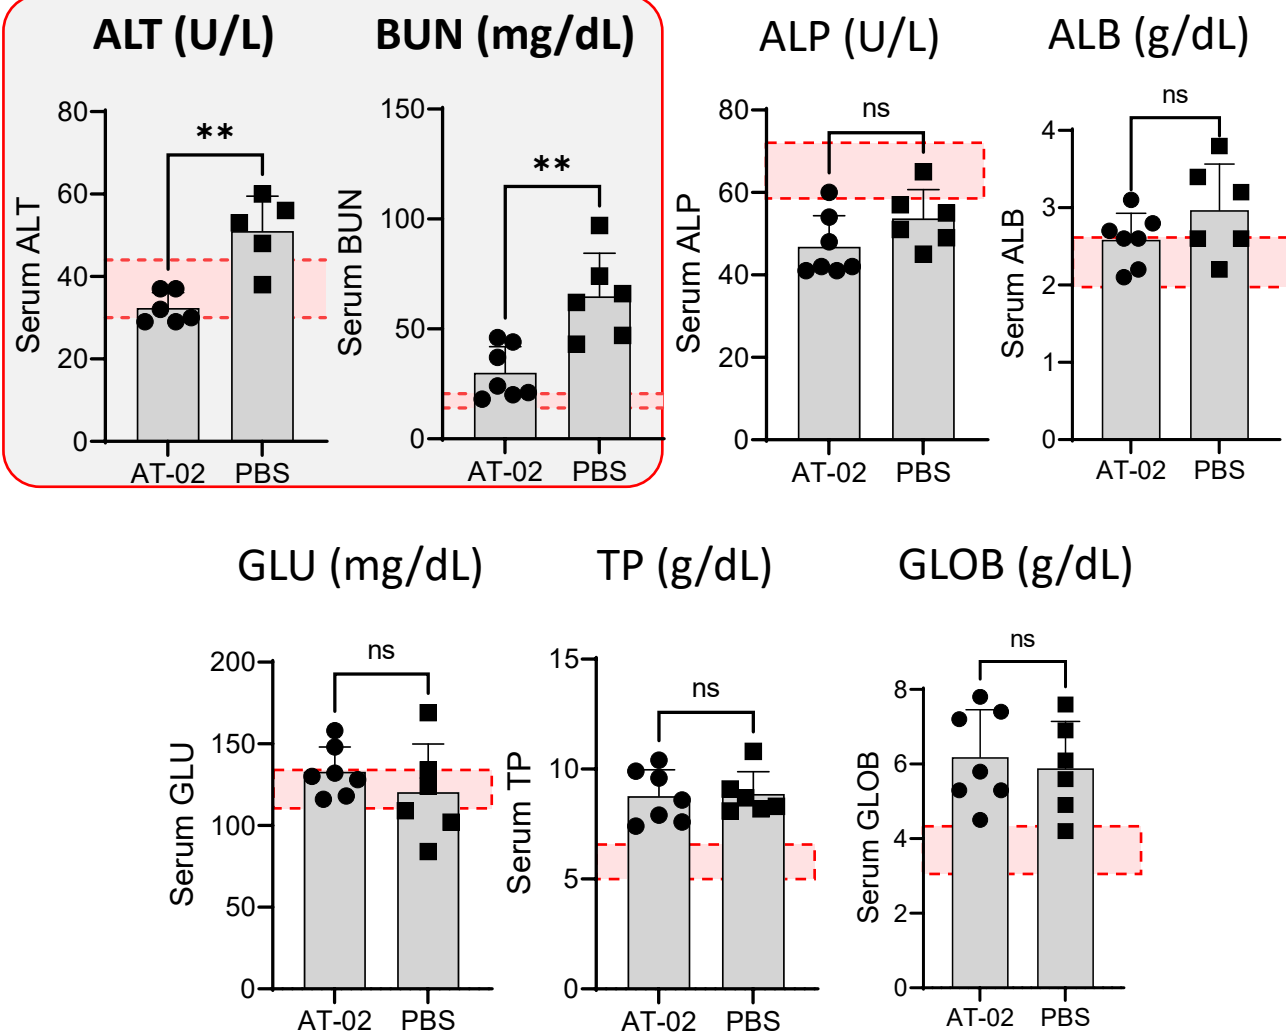 ALT (U/L)
BUN (mg/dL)
ALP (U/L)
ALB (g/dL)
Serum ALT
80
60
40
20
0
**
AT-02
PBS
Serum BUN
150
100
50
0
**
AT-02
PBS
Serum ALP
80
60
40
20
0
ns
AT-02
PBS
Serum ALB
4
3
2
1
0
ns
AT-02
PBS
GLU (mg/dL)
TP (g/dL)
GLOB (g/dL)
Serum GLU
200
150
100
50
0
ns
AT-02
PBS
Serum TP
15
10
5
0
ns
AT-02
PBS
Serum GLOB
8
6
4
2
0
ns
AT-02
PBS